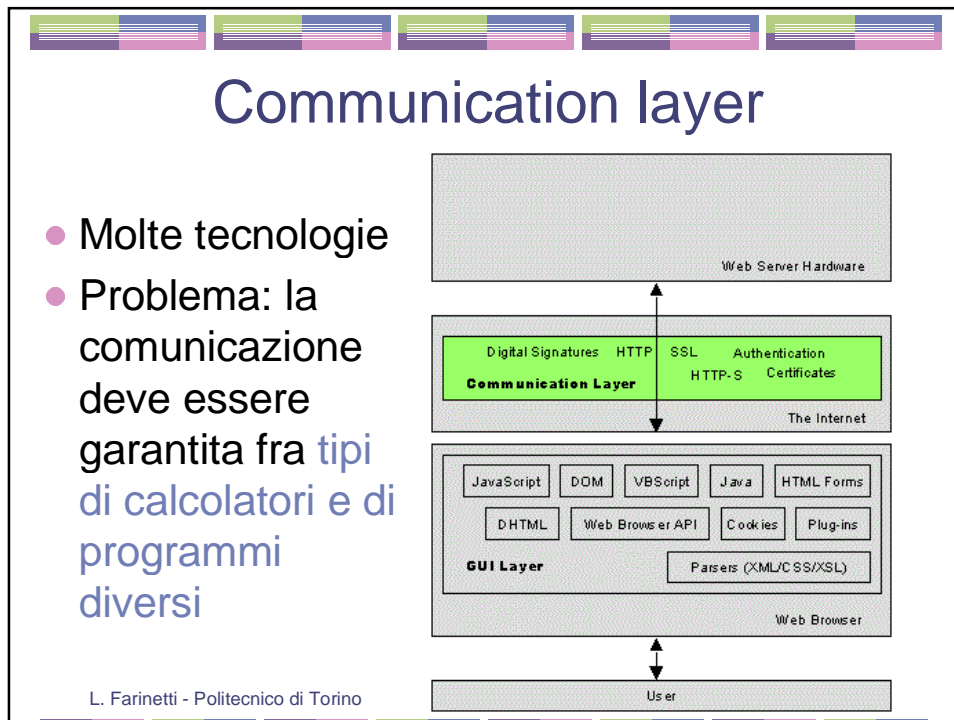 Communication layer
Molte tecnologie
Problema: la
comunicazione
deve essere
garantita fra tipi
di calcolatori e di
programmi
diversi
L. Farinetti - Politecnico di Torino
Web Server Hardware
Digital Signatures HTTP SSL Authentication
HTTP-S Certificates
Communication Layer
The Internet
JavaScript DOM VBScript Java HTML Forms
DHTML Web Browser API Cookies Plug-ins
GUI Layer Parsers (XML/CSS/XSL)
Web Browser
User